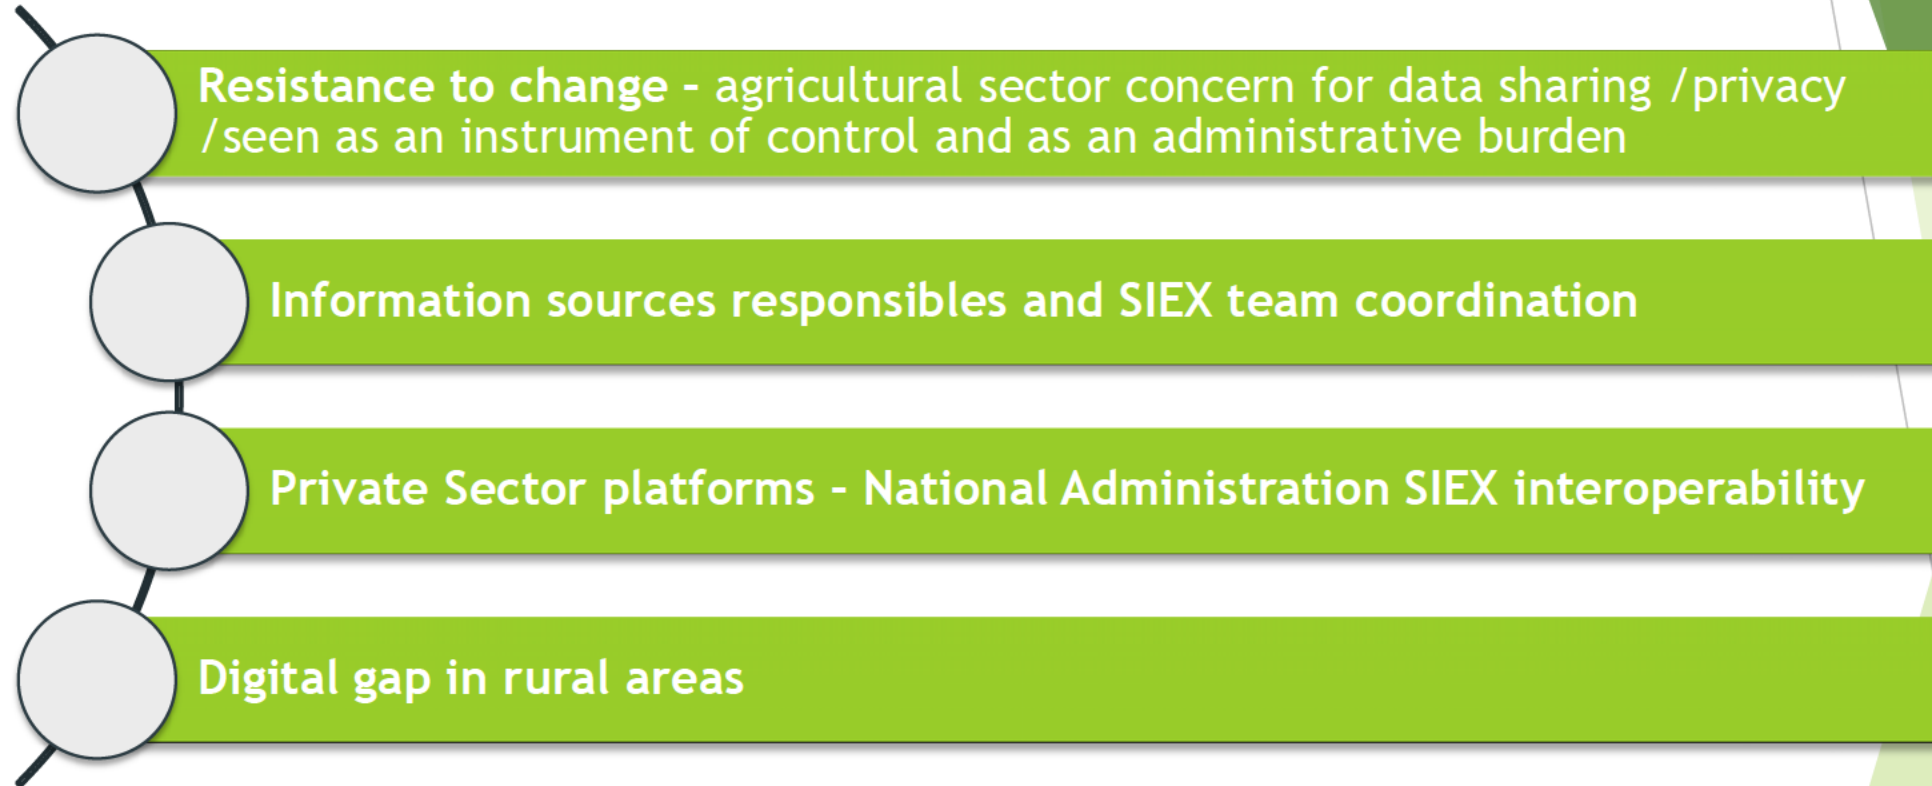 Resistance to change – agricultural sector concern for data sharing /privacy
/seen as an instrument of control and as an administrative burden
Information sources responsibles and SIEX team coordination
Private Sector platforms – National Administration SIEX interoperability
Digital gap in rural areas